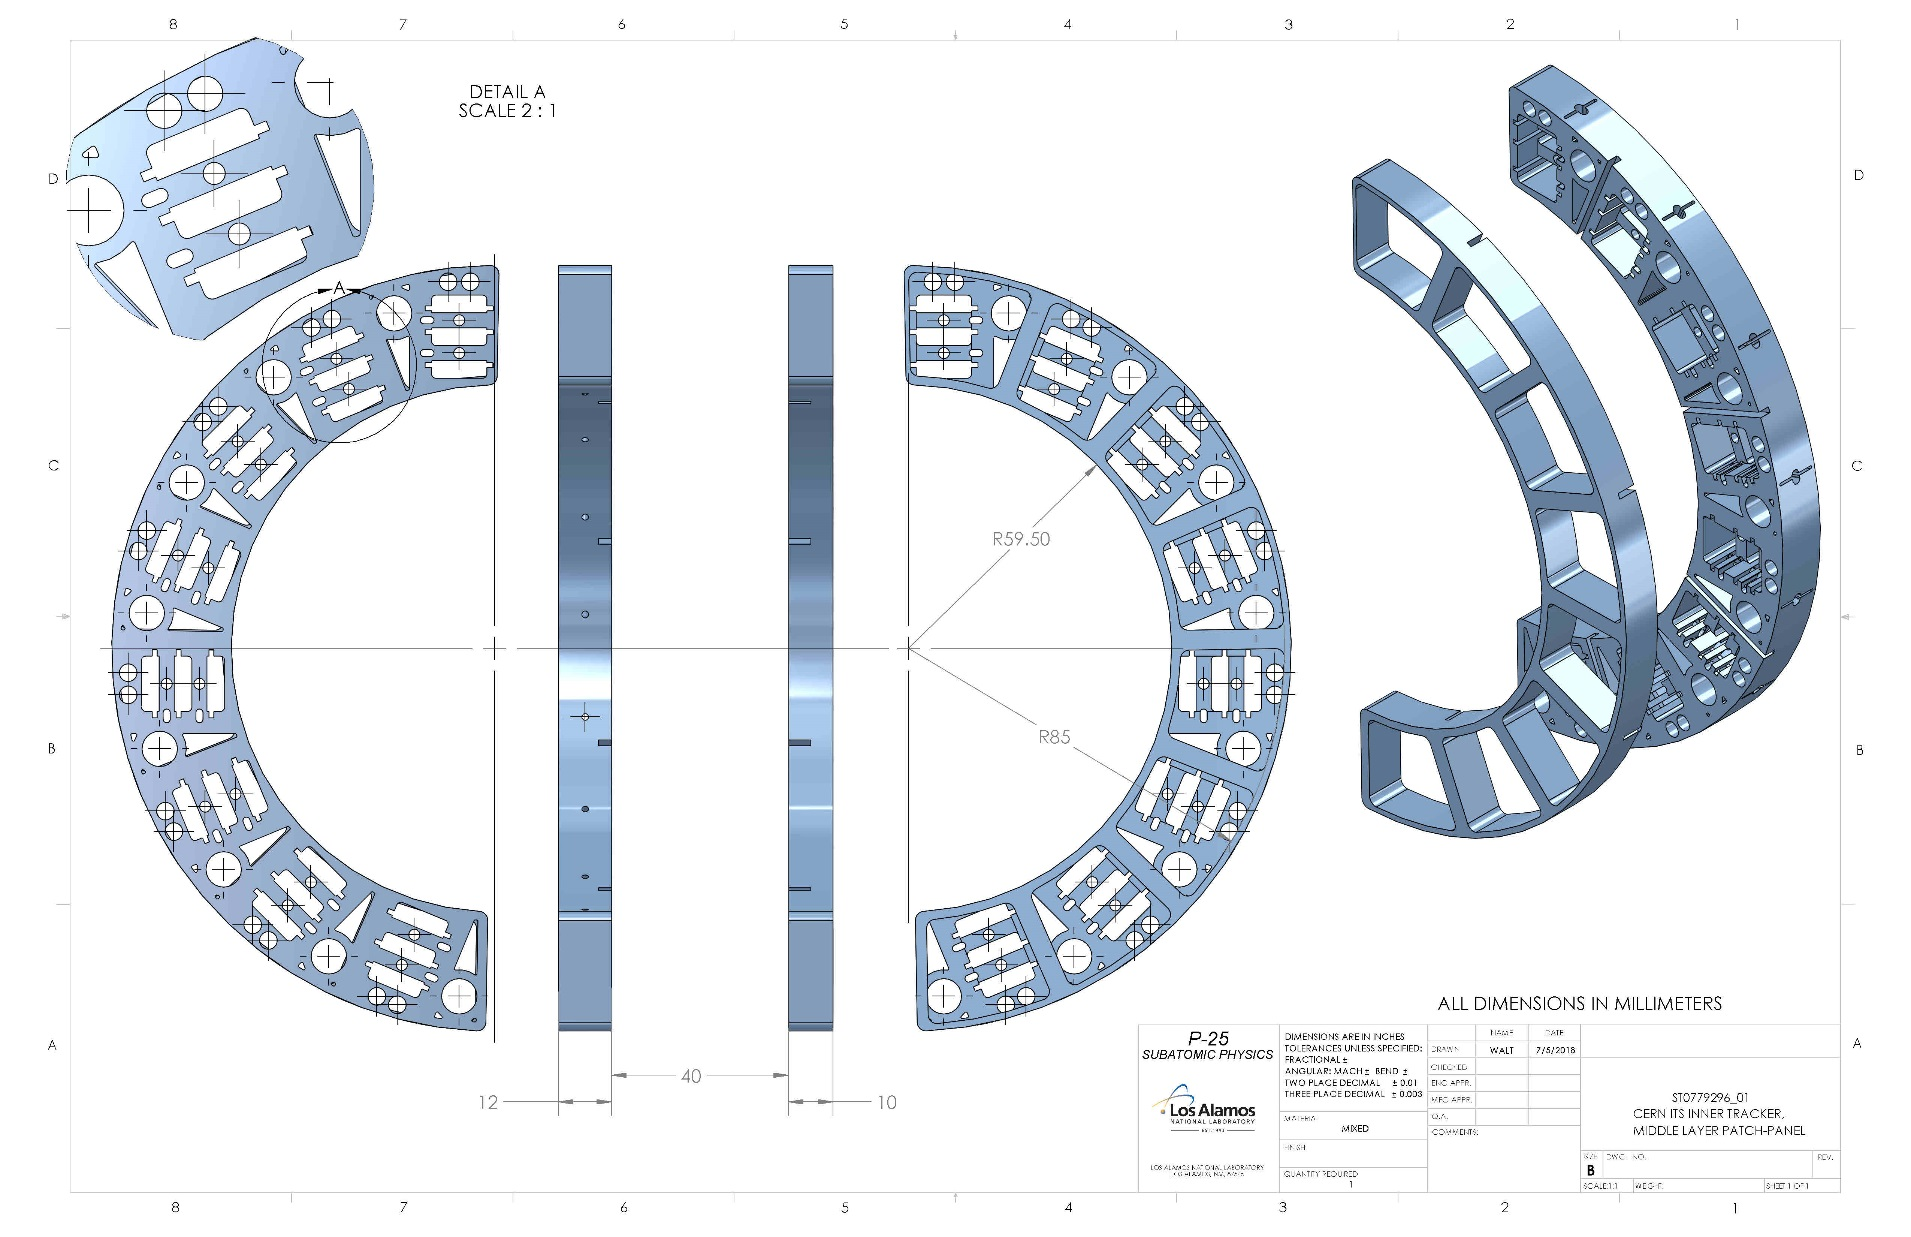 8 7 6 5 4 3 2 1
DETAIL A
SCALE 2 : 1
D
D
A
C
C
R59.50
R85
B
B
ALL DIMENSIONS IN MILLIMETERS
A
A
40
12
10
P-25
SUBATOMIC PHYSICS
Los Alamos
NATIONAL LABORATORY
LOS ALAMOS NATIONAL LABORATORY
DIMENSIONS ARE IN INCHES
TOLERANCES UNLESS SPECIFIED:
FRACTIONAL ±
ANGULAR: MACH ± BEND ±
TWO PLACE DECIMAL ± 0.01
THREE PLACE DECIMAL ± 0.003
MATERIAL
MIXED
FINISH
QUANTITY REQUIRED
1
NAME DATE
DRAWN WALT 7/5/2018
CHECKED
ENG APPR.
MFG APPR.
Q.A.
COMMENTS:
ST0779296_01
CERN ITS INNER TRACKER,
MIDDLE LAYER PATCH-PANEL
SIZE DWG. NO. REV.
B
SCALE:1:1 WEIGHT: SHEET 1 OF 1
8 7 6 5 4 3 2 1